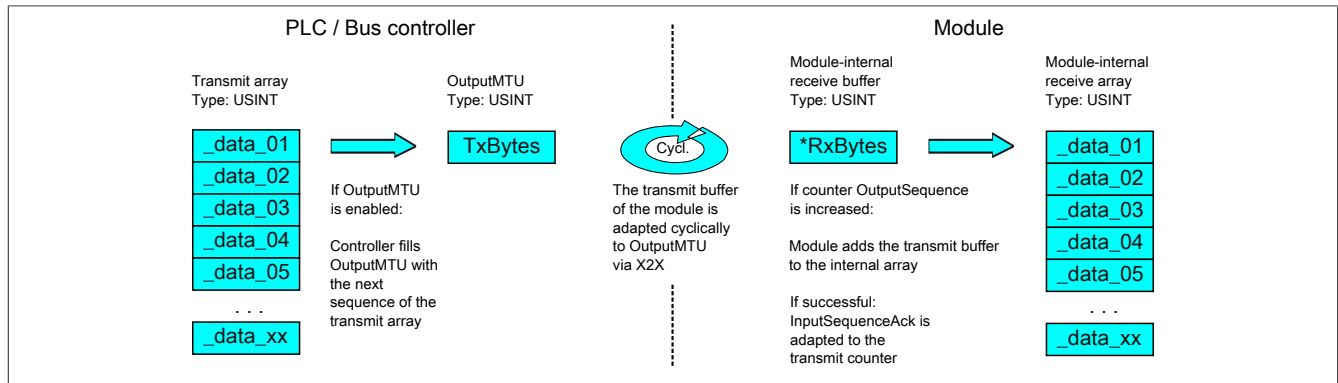 PLC / Bus controller
Module
Transmit array
Type: USINT
OutputMTU
Type: USINT
Module-internal
receive buffer
Type: USINT
Module-internal
receive array
Type: USINT
_data_01
_data_02
_data_03
_data_04
_data_05
. . .
_data_xx
TxBytes
If OutputMTU
is enabled:
Controller fills
OutputMTU with
the next
sequence of the
transmit array
Cycl.
The transmit buffer
of the module is
adapted cyclically
to OutputMTU
via X2X
*RxBytes
If counter OutputSequence
is increased:
Module adds the transmit buffer
to the internal array
If successful:
InputSequenceAck is
adapted to the
transmit counter
_data_01
_data_02
_data_03
_data_04
_data_05
. . .
_data_xx